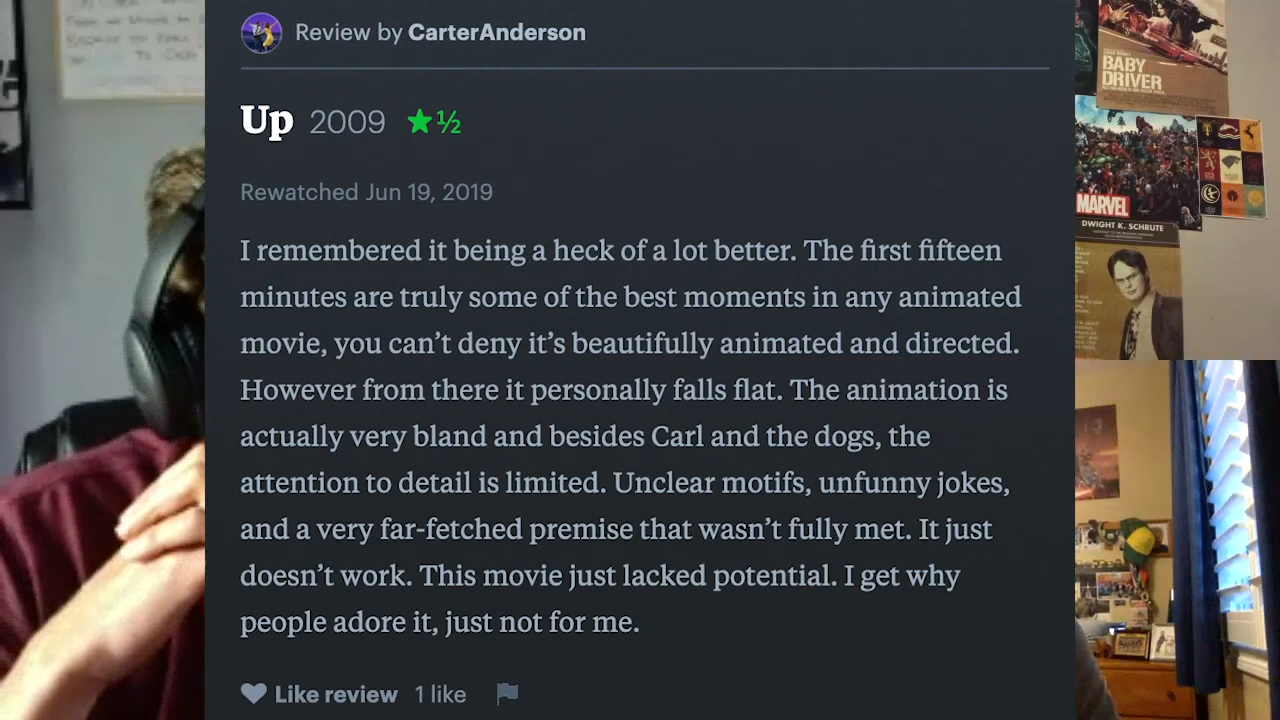 Review by CarterAnderson
Up 2009 ★½
Rewatched Jun 19, 2019
I remembered it being a heck of a lot better. The first fifteen
minutes are truly some of the best moments in any animated
movie, you can’t deny it’s beautifully animated and directed.
However from there it personally falls flat. The animation is
actually very bland and besides Carl and the dogs, the
attention to detail is limited. Unclear motifs, unfunny jokes,
and a very far-fetched premise that wasn’t fully met. It just
doesn’t work. This movie just lacked potential. I get why
people adore it, just not for me.
Like review 1 like
BABY
DRIVER
MARVEL
DWIGHT K. SCHRUTE